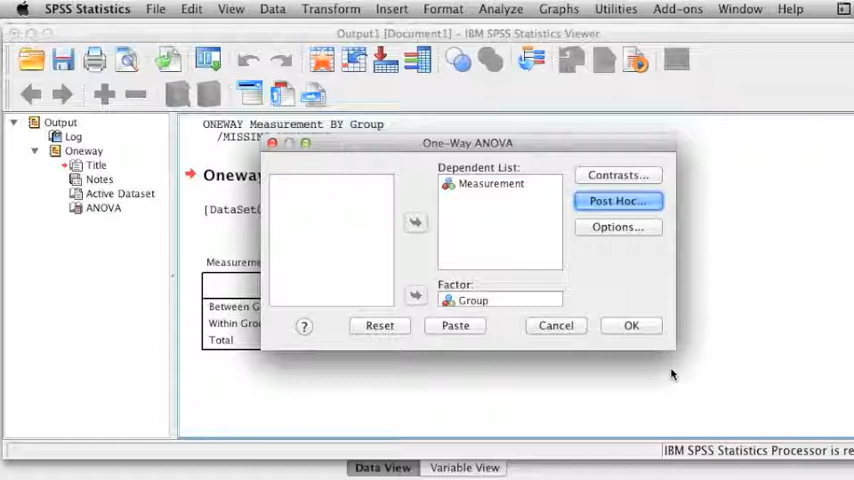 SPSS Statistics File Edit View Data Transform Insert Format Analyze Graphs Utilities Add-ons Window Help
Output1 [Document1] - IBM SPSS Statistics Viewer
Output
Log
Oneway
Title
Notes
Active Dataset
ANOVA
ONEWAY Measurement BY Group
Oneway
One-Way ANOVA
Dependent List:
Measurement
Contrasts...
Post Hoc...
Options...
Factor:
Group
? Reset Paste Cancel OK
Between G
Total
IBM SPSS Statistics Processor is re
Data View Variable View